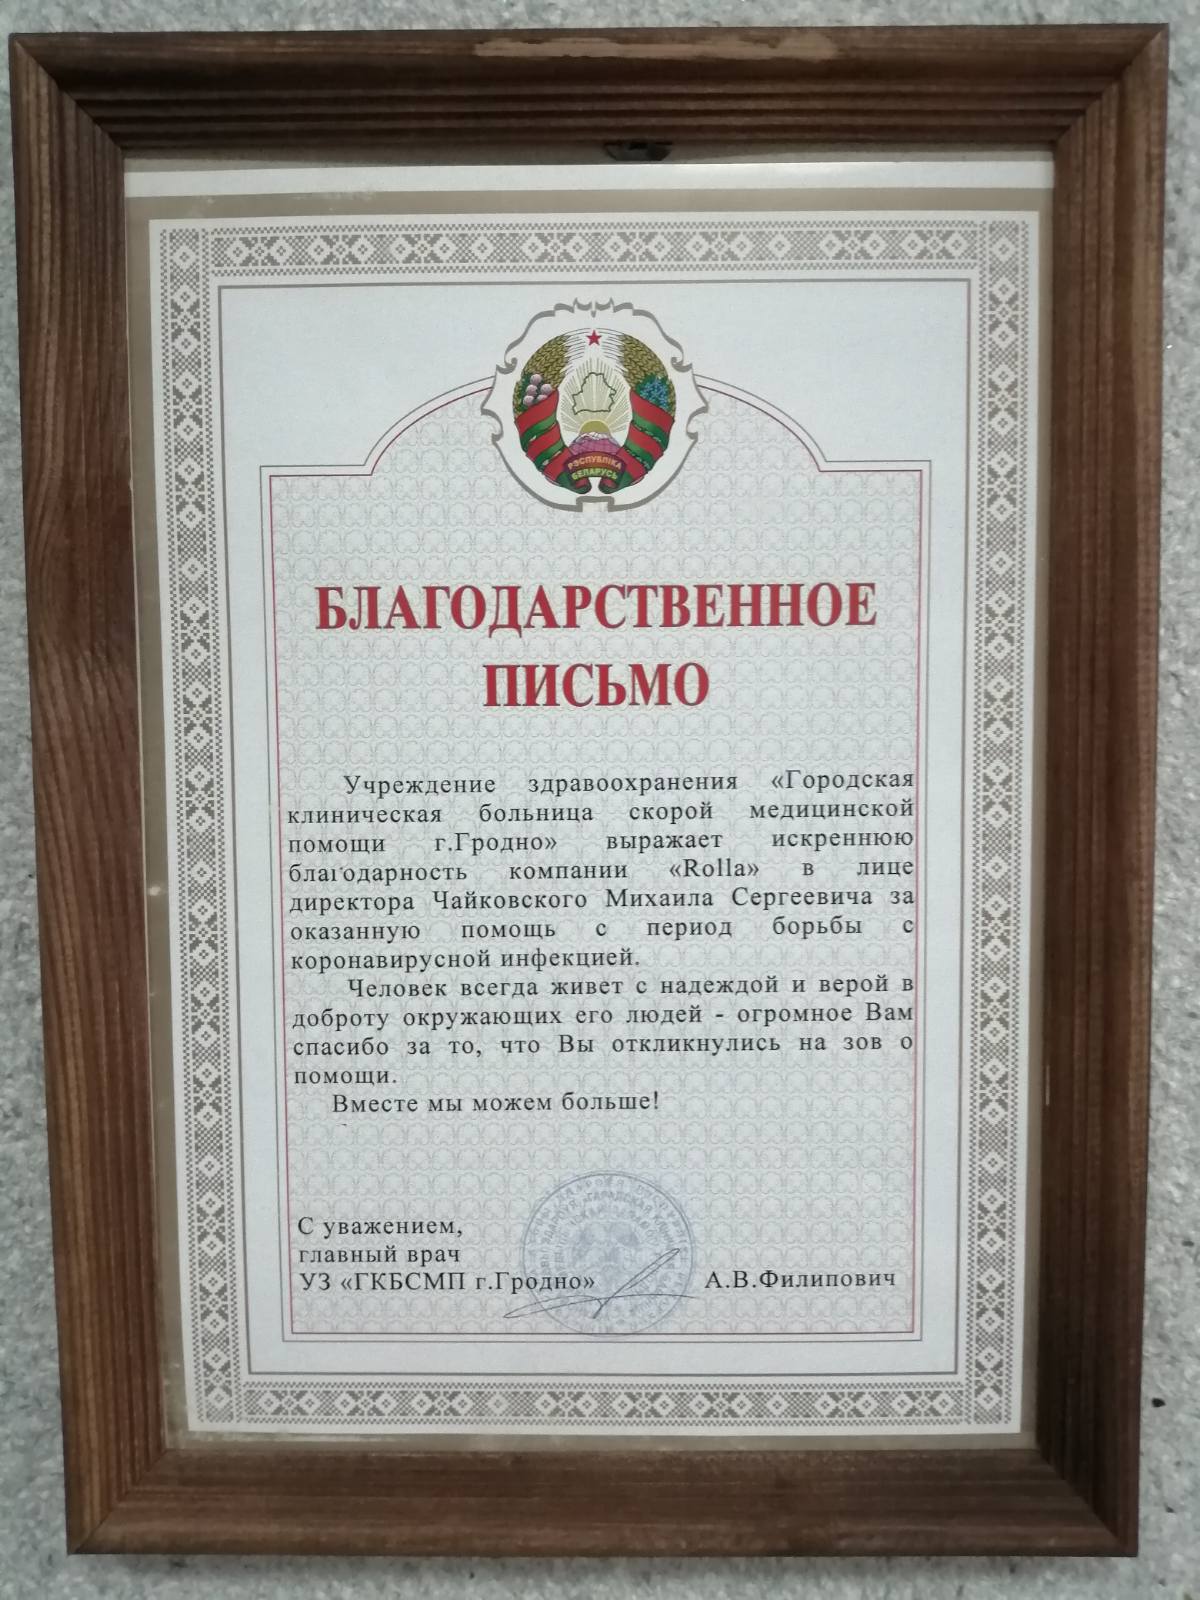 РЭСПУБЛІКА
БЕЛАРУСЬ
БЛАГОДАРСТВЕННОЕ
ПИСЬМО
Учреждение здравоохранения «Городская
клиническая больница скорой медицинской
помощи г.Гродно» выражает искреннюю
благодарность компании «Rolla» в лице
директора Чайковского Михаила Сергеевича за
оказанную помощь с период борьбы с
коронавирусной инфекцией.
Человек всегда живет с надеждой и верой в
доброту окружающих его людей - огромное Вам
спасибо за то, что Вы откликнулись на зов о
помощи.
Вместе мы можем больше!
С уважением,
главный врач
УЗ «ГКБСМП г.Гродно» А.В.Филипович